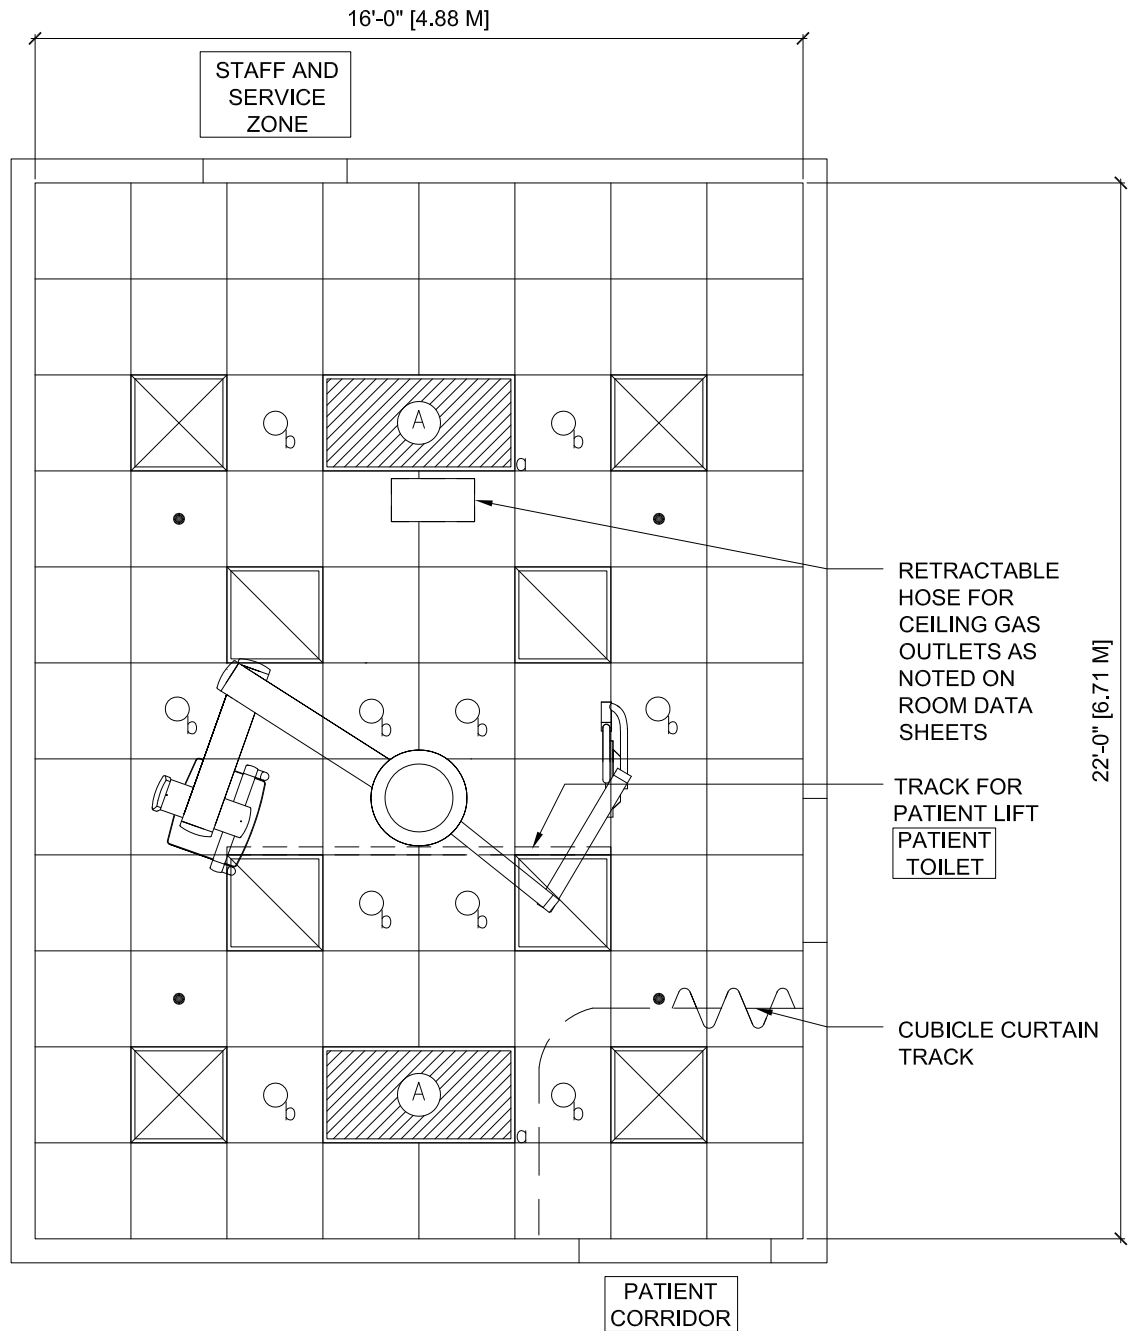 16'-0" [4.88 M]
STAFF AND
SERVICE
ZONE
b
A
b
a
RETRACTABLE
HOSE FOR
CEILING GAS
OUTLETS AS
NOTED ON
ROOM DATA
SHEETS
22'-0" [6.71 M]
b
b
b
b
TRACK FOR
PATIENT LIFT
PATIENT
TOILET
b
b
CUBICLE CURTAIN
TRACK
b
A
b
a
PATIENT
CORRIDOR